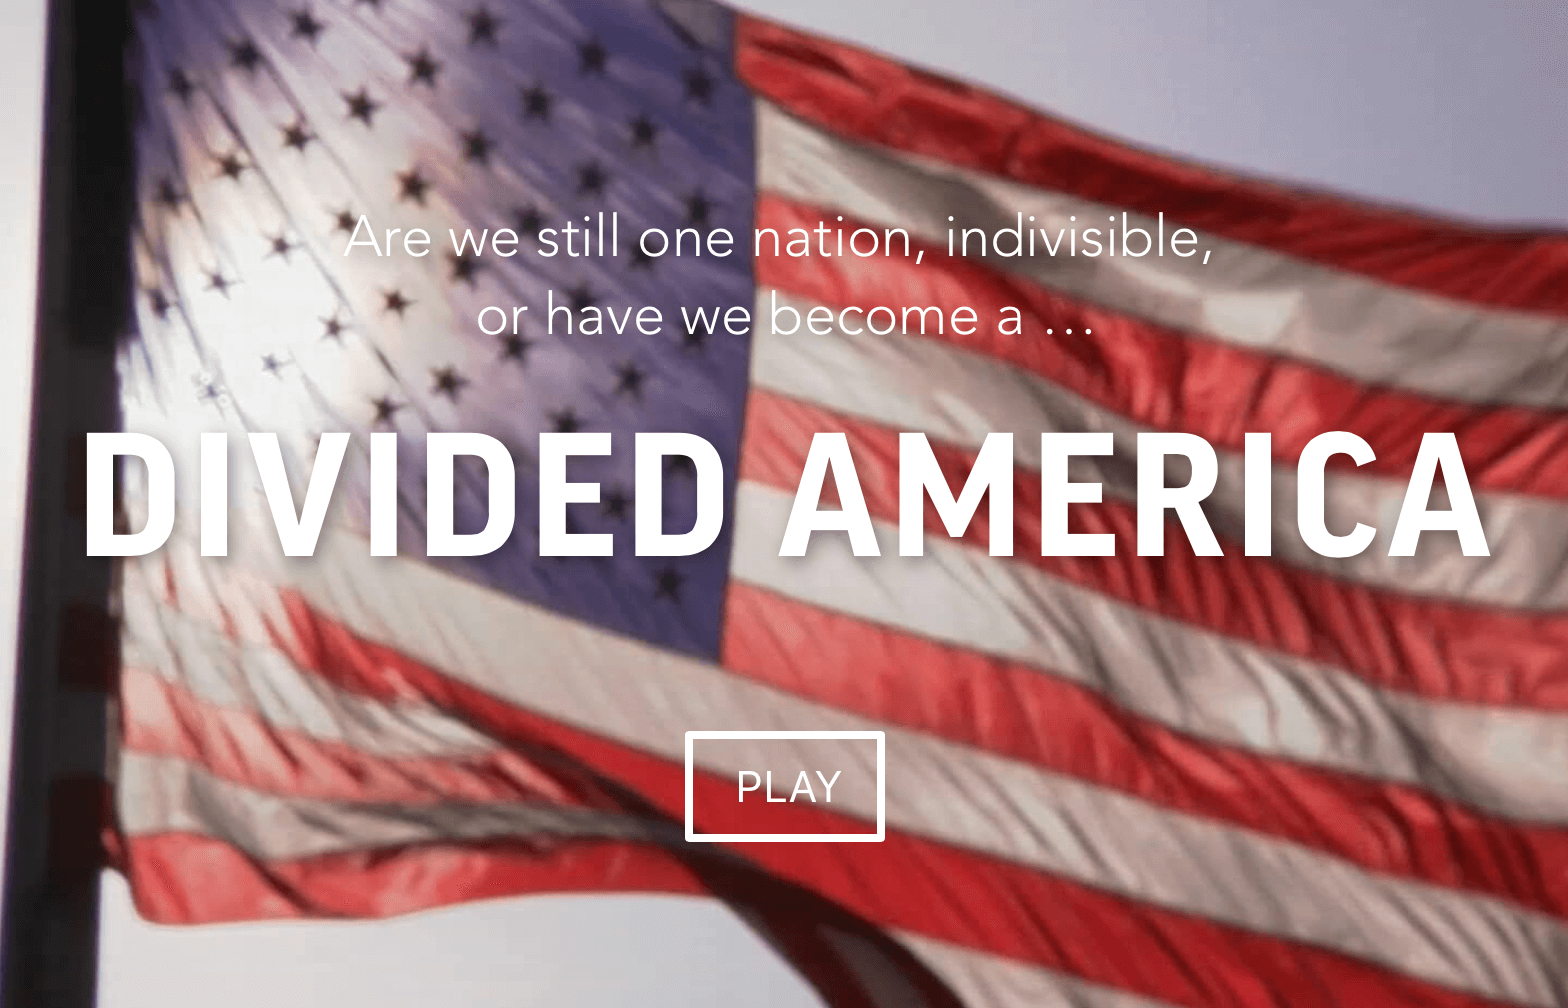 Are we still one nation, indivisible,
or have we become a …
DIVIDED AMERICA
PLAY